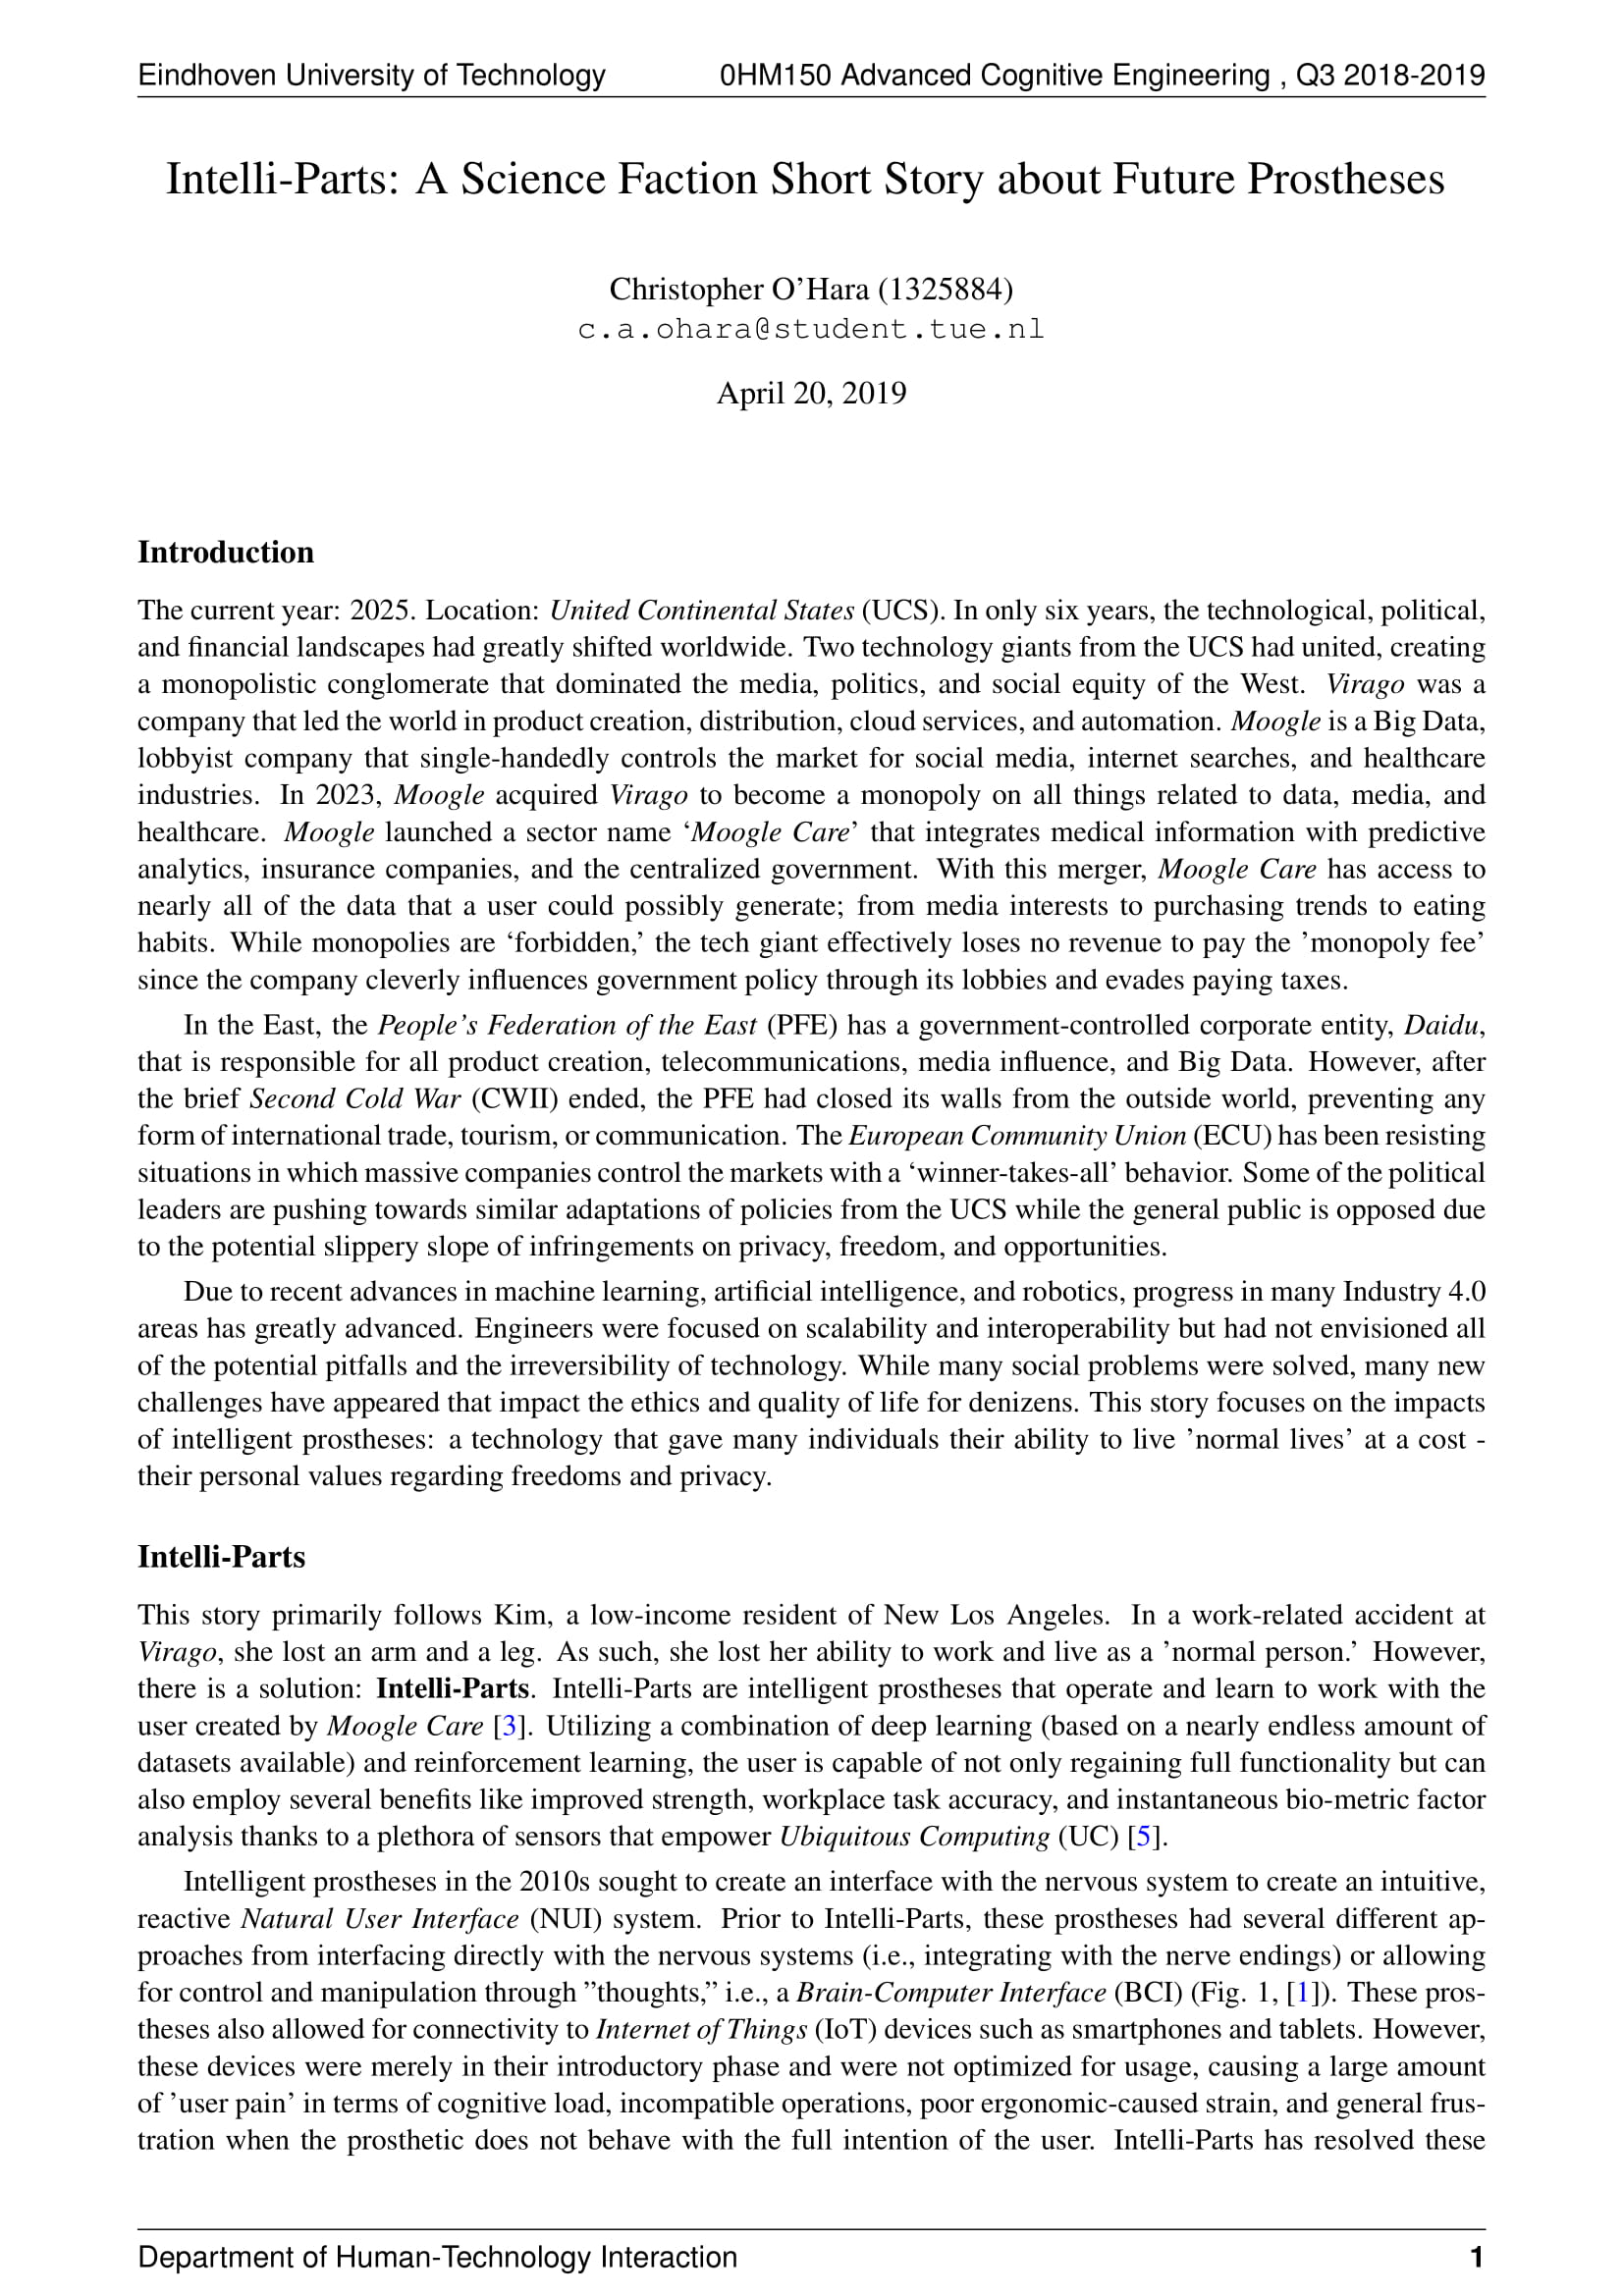 Eindhoven University of Technology 0HM150 Advanced Cognitive Engineering , Q3 2018-2019
Intelli-Parts: A Science Faction Short Story about Future Prostheses
Christopher O'Hara (1325884)
c.a.ohara@student.tue.nl
April 20, 2019
Introduction
The current year: 2025. Location: United Continental States (UCS). In only six years, the technological, political,
and financial landscapes had greatly shifted worldwide. Two technology giants from the UCS had united, creating
a monopolistic conglomerate that dominated the media, politics, and social equity of the West. Virago was a
company that led the world in product creation, distribution, cloud services, and automation. Moogle is a Big Data,
lobbyist company that single-handedly controls the market for social media, internet searches, and healthcare
industries. In 2023, Moogle acquired Virago to become a monopoly on all things related to data, media, and
healthcare. Moogle launched a sector name ‘Moogle Care’ that integrates medical information with predictive
analytics, insurance companies, and the centralized government. With this merger, Moogle Care has access to
nearly all of the data that a user could possibly generate; from media interests to purchasing trends to eating
habits. While monopolies are ‘forbidden,’ the tech giant effectively loses no revenue to pay the ’monopoly fee’
since the company cleverly influences government policy through its lobbies and evades paying taxes.
In the East, the People’s Federation of the East (PFE) has a government-controlled corporate entity, Daidu,
that is responsible for all product creation, telecommunications, media influence, and Big Data. However, after
the brief Second Cold War (CWII) ended, the PFE had closed its walls from the outside world, preventing any
form of international trade, tourism, or communication. The European Community Union (ECU) has been resisting
situations in which massive companies control the markets with a ‘winner-takes-all’ behavior. Some of the political
leaders are pushing towards similar adaptations of policies from the UCS while the general public is opposed due
to the potential slippery slope of infringements on privacy, freedom, and opportunities.
Due to recent advances in machine learning, artificial intelligence, and robotics, progress in many Industry 4.0
areas has greatly advanced. Engineers were focused on scalability and interoperability but had not envisioned all
of the potential pitfalls and the irreversibility of technology. While many social problems were solved, many new
challenges have appeared that impact the ethics and quality of life for denizens. This story focuses on the impacts
of intelligent prostheses: a technology that gave many individuals their ability to live ’normal lives’ at a cost -
their personal values regarding freedoms and privacy.
Intelli-Parts
This story primarily follows Kim, a low-income resident of New Los Angeles. In a work-related accident at
Virago, she lost an arm and a leg. As such, she lost her ability to work and live as a ’normal person.’ However,
there is a solution: Intelli-Parts. Intelli-Parts are intelligent prostheses that operate and learn to work with the
user created by Moogle Care [3]. Utilizing a combination of deep learning (based on a nearly endless amount of
datasets available) and reinforcement learning, the user is capable of not only regaining full functionality but can
also employ several benefits like improved strength, workplace task accuracy, and instantaneous bio-metric factor
analysis thanks to a plethora of sensors that empower Ubiquitous Computing (UC) [5].
Intelligent prostheses in the 2010s sought to create an interface with the nervous system to create an intuitive,
reactive Natural User Interface (NUI) system. Prior to Intelli-Parts, these prostheses had several different ap-
proaches from interfacing directly with the nervous systems (i.e., integrating with the nerve endings) or allowing
for control and manipulation through ”thoughts,” i.e., a Brain-Computer Interface (BCI) (Fig. 1, [1]). These pros-
theses also allowed for connectivity to Internet of Things (IoT) devices such as smartphones and tablets. However,
these devices were merely in their introductory phase and were not optimized for usage, causing a large amount
of ’user pain’ in terms of cognitive load, incompatible operations, poor ergonomic-caused strain, and general frus-
tration when the prosthetic does not behave with the full intention of the user. Intelli-Parts has resolved these
Department of Human-Technology Interaction 1